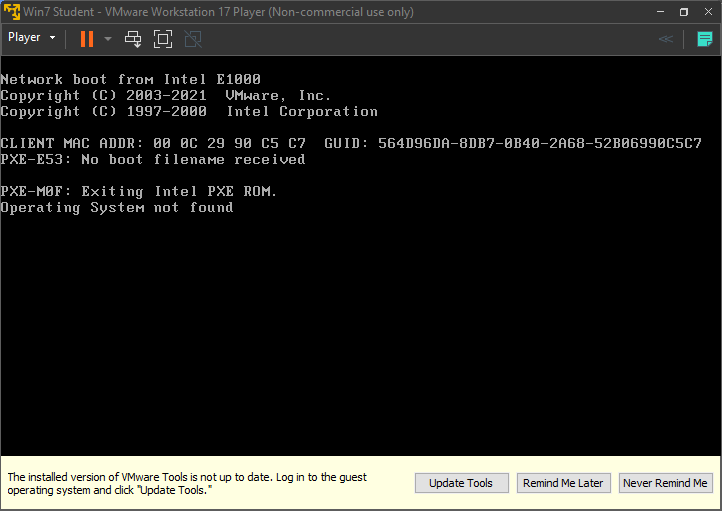 Win7 Student - VMware Workstation 17 Player (Non-commercial use only)
Player
Network boot from Intel E1000
Copyright (C) 2003-2021  VMware, Inc.
Copyright (C) 1997-2000  Intel Corporation
CLIENT MAC ADDR: 00 0C 29 90 C5 C7  GUID: 564D96DA-8DB7-0B40-2A68-52B06990C5C7
PXE-E53: No boot filename received
PXE-M0F: Exiting Intel PXE ROM.
Operating System not found
The installed version of VMware Tools is not up to date. Log in to the guest
operating system and click "Update Tools."
Update Tools
Remind Me Later
Never Remind Me